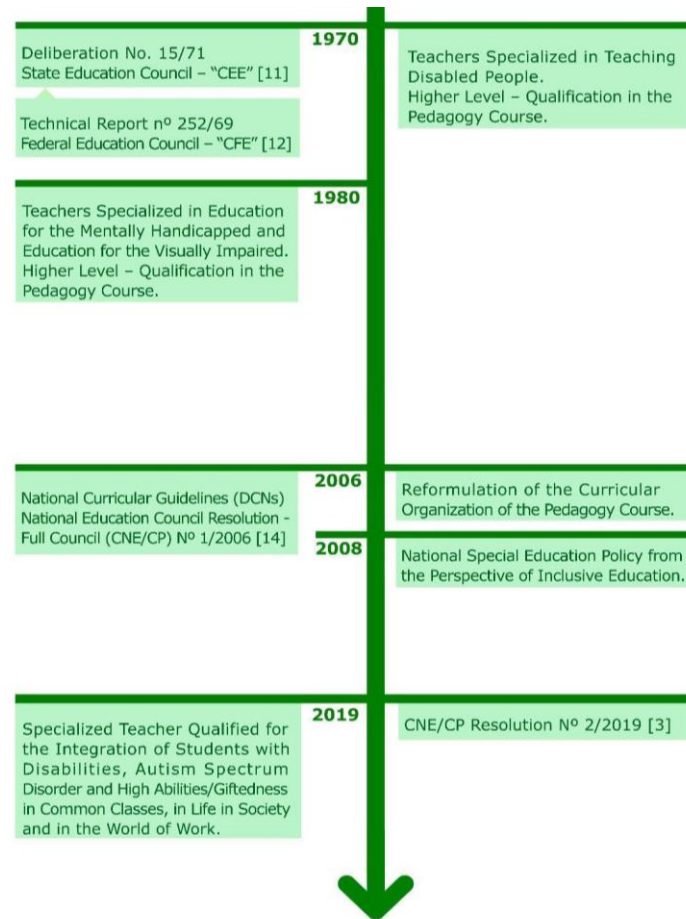 1970
Deliberation No. 15/71
State Education Council – “CEE” [11]
Technical Report nº 252/69
Federal Education Council – “CFE” [12]
Teachers Specialized in Teaching
Disabled People.
Higher Level – Qualification in the
Pedagogy Course.
1980
Teachers Specialized in Education
for the Mentally Handicapped and
Education for the Visually Impaired.
Higher Level – Qualification in the
Pedagogy Course.
2006
National Curricular Guidelines (DCNs)
National Education Council Resolution -
Full Council (CNE/CP) Nº 1/2006 [14]
Reformulation of the Curricular
Organization of the Pedagogy Course.
2008
National Special Education Policy from
the Perspective of Inclusive Education.
2019
Specialized Teacher Qualified for
the Integration of Students with
Disabilities, Autism Spectrum
Disorder and High Abilities/Giftedness
in Common Classes, in Life in Society
and in the World of Work.
CNE/CP Resolution Nº 2/2019 [3]